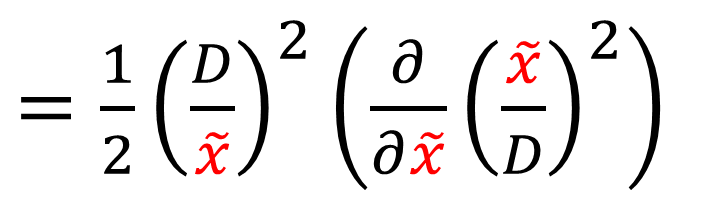 = 1/2 (D/x̃)² (∂/∂x̃ (x̃/D)²)